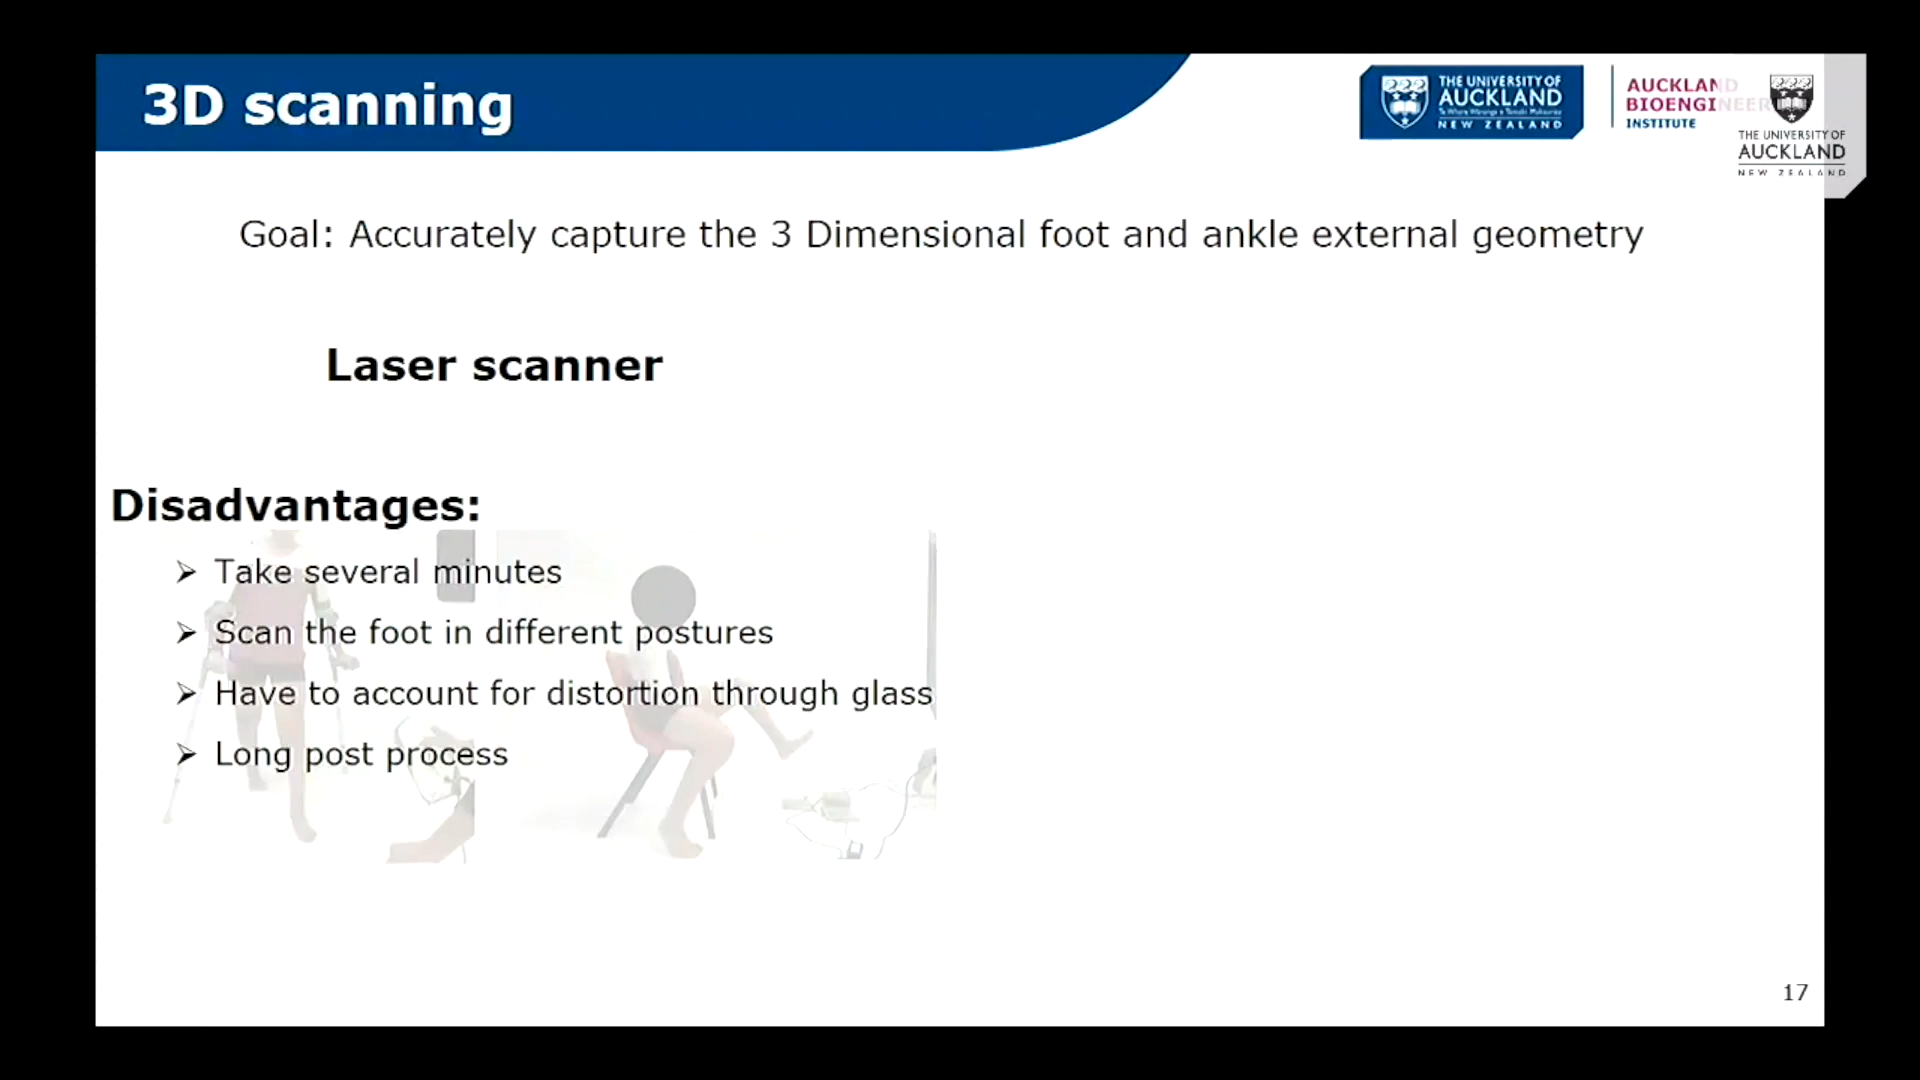 3D scanning
THE UNIVERSITY OF
AUCKLAND
NEW ZEALAND
AUCKLAND
BIOENGINEER
INSTITUTE
THE UNIVERSITY OF
AUCKLAND
NEW ZEALAND
Goal: Accurately capture the 3 Dimensional foot and ankle external geometry
Laser scanner
Disadvantages:
➢ Take several minutes
➢ Scan the foot in different postures
➢ Have to account for distortion through glass
➢ Long post process
17